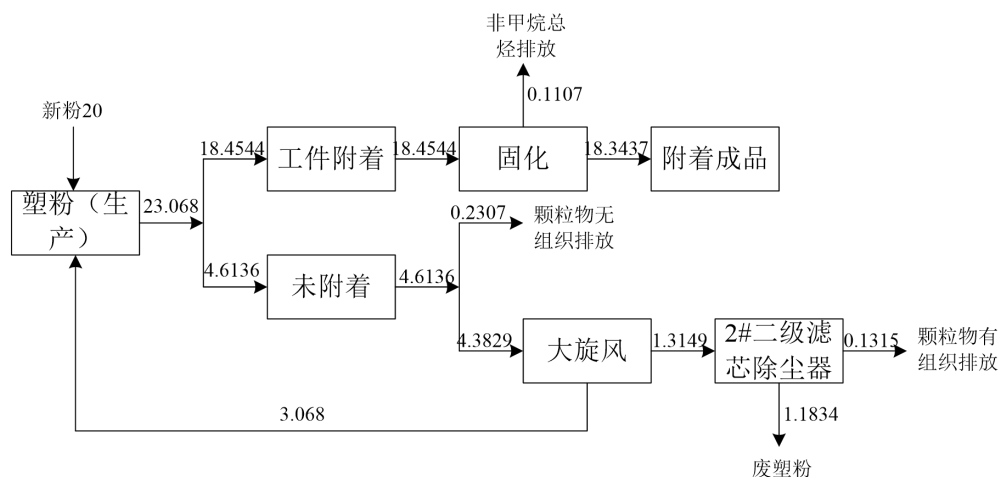 非甲烷总
烃排放
0.1107
新粉20
18.4544
工件附着
18.4544
固化
18.3437
附着成品
塑粉（生
产）
23.068
0.2307
颗粒物无
组织排放
4.6136
未附着
4.6136
4.3829
大旋风
1.3149
2#二级滤
芯除尘器
0.1315
颗粒物有
组织排放
3.068
1.1834
废塑粉